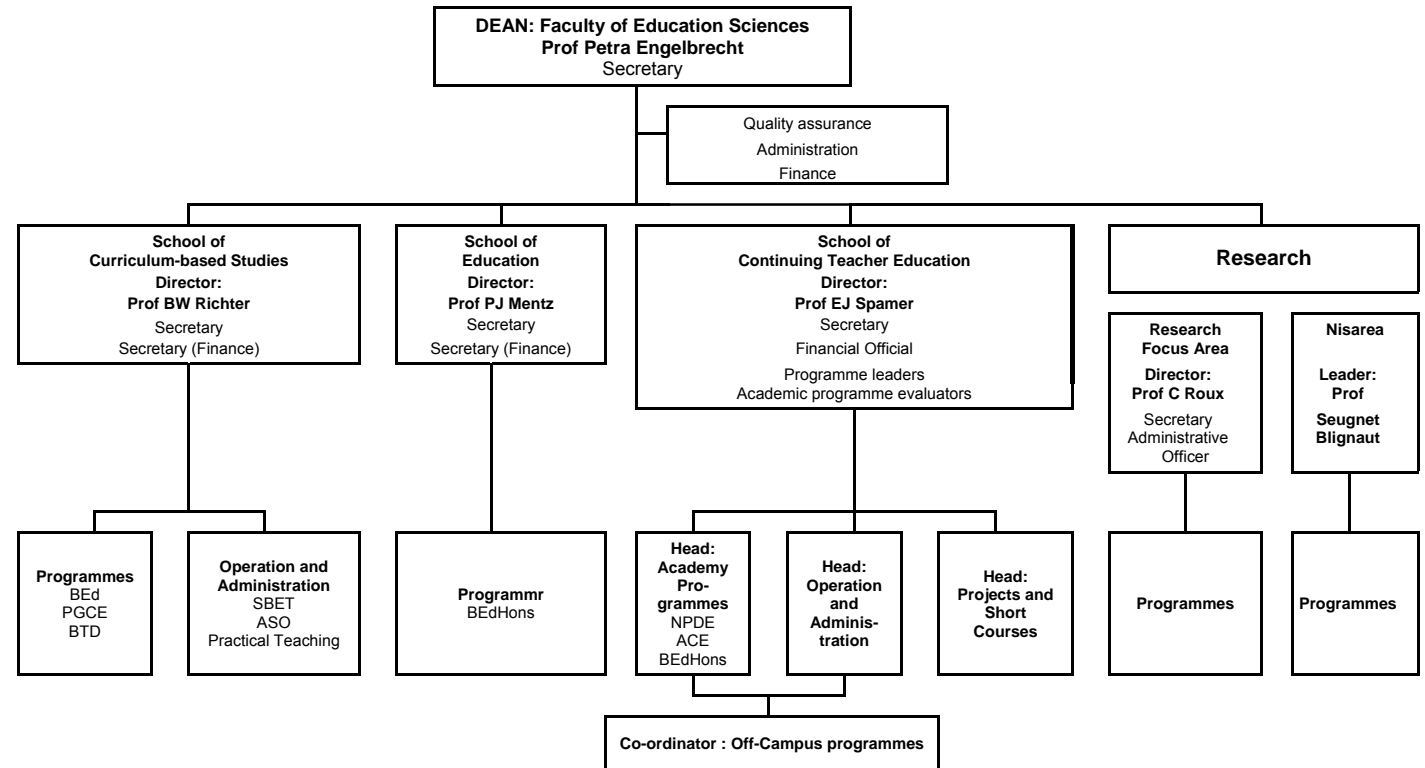 DEAN: Faculty of Education Sciences
Prof Petra Engelbrecht
Secretary
Quality assurance
Administration
Finance
School of
Curriculum-based Studies
Director:
Prof BW Richter
Secretary
Secretary (Finance)
School of
Education
Director:
Prof PJ Mentz
Secretary
Secretary (Finance)
School of
Continuing Teacher Education
Director:
Prof EJ Spamer
Secretary
Financial Official
Programme leaders
Academic programme evaluators
Research
Research
Focus Area
Director:
Prof C Roux
Secretary
Administrative
Officer
Nisarea
Leader:
Prof
Seugnet
Blignaut
Programmes
BEd
PGCE
BTD
Operation and
Administration
SBET
ASO
Practical Teaching
Programmr
BEdHons
Head:
Academy
Pro-
grammes
NPDE
ACE
BEdHons
Head:
Operation
and
Adminis-
tration
Head:
Projects and
Short
Courses
Programmes
Programmes
Co-ordinator : Off-Campus programmes